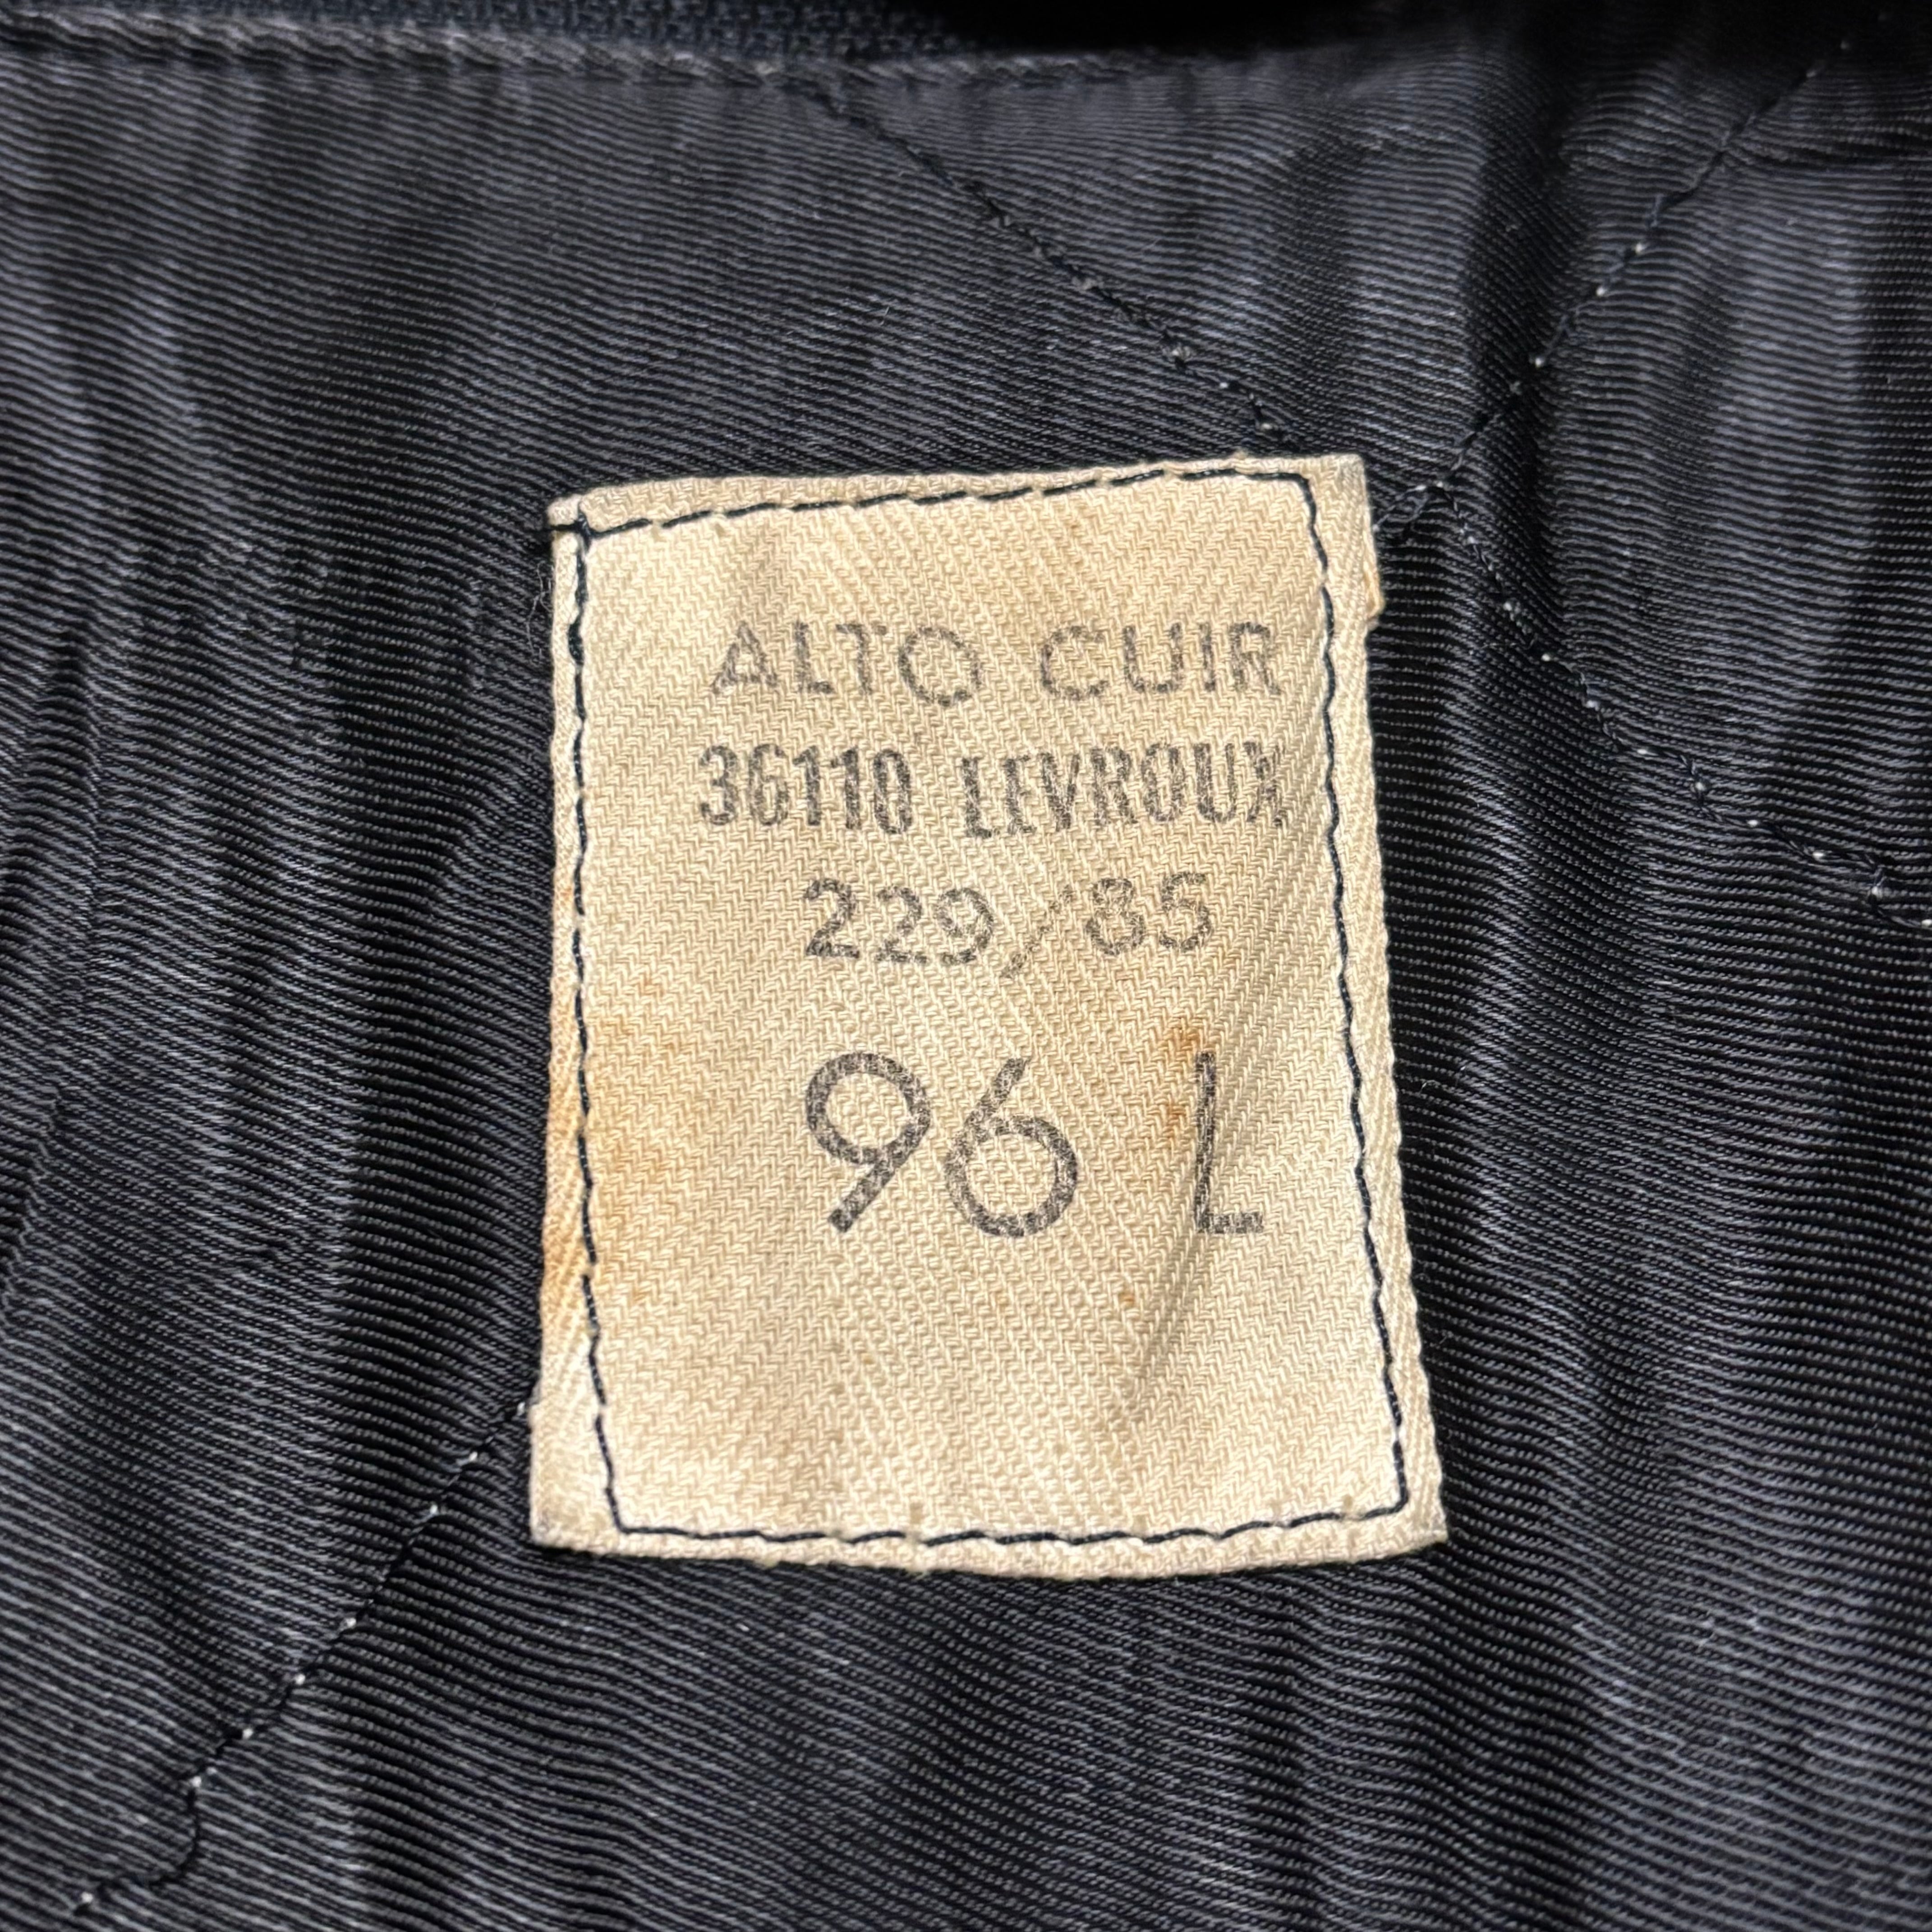 ALTO CUIR
36110 LEVROUX
229/85
96 L